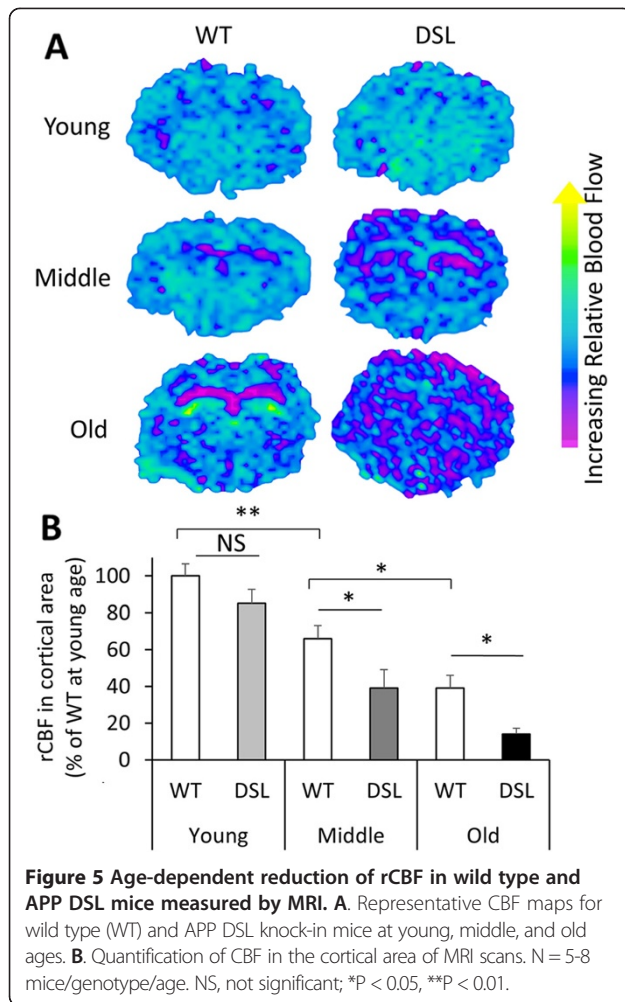 A
WT DSL
Young
Middle
Old
Increasing Relative Blood Flow
B
rCBF in cortical area
(% of WT at young age)
100
80
60
40
20
0
**
NS
*
*
*
WT DSL WT DSL WT DSL
Young Middle Old
Figure 5 Age-dependent reduction of rCBF in wild type and
APP DSL mice measured by MRI. A. Representative CBF maps for
wild type (WT) and APP DSL knock-in mice at young, middle, and old
ages. B. Quantification of CBF in the cortical area of MRI scans. N = 5-8
mice/genotype/age. NS, not significant; *P < 0.05, **P < 0.01.